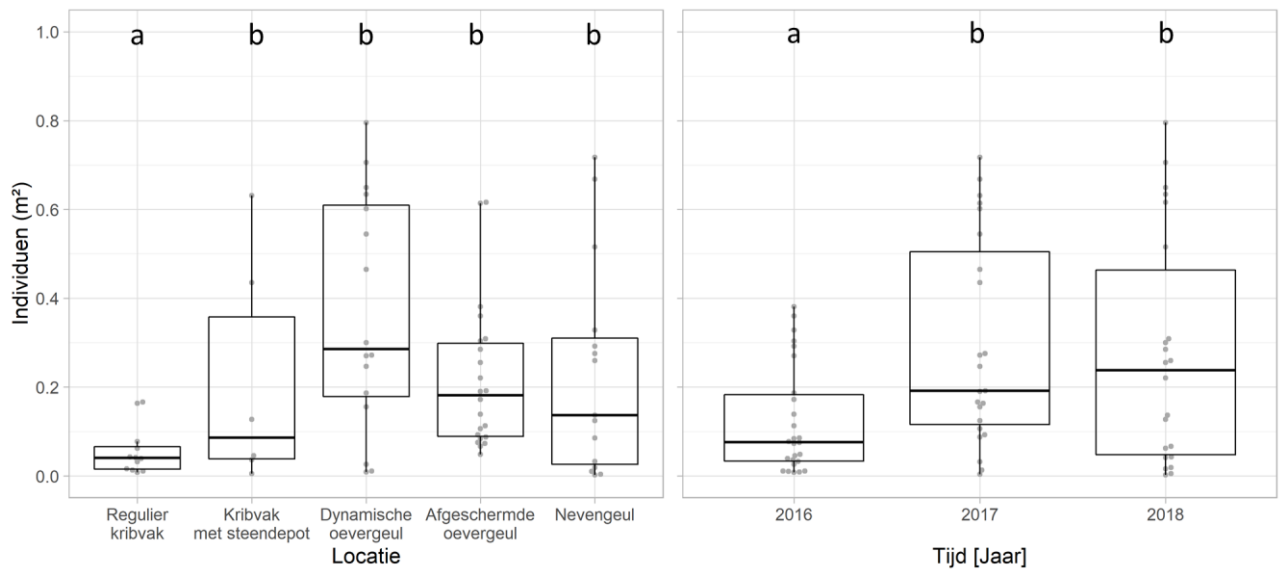 a b b b b
a b b
Individuen (m²)
1.0
0.8
0.6
0.4
0.2
0.0
Regulier
kribvak
Kribvak
met steendepot
Dynamische
oevergeul
Afgeschermde
oevergeul
Nevengeul
Locatie
2016 2017 2018
Tijd [Jaar]